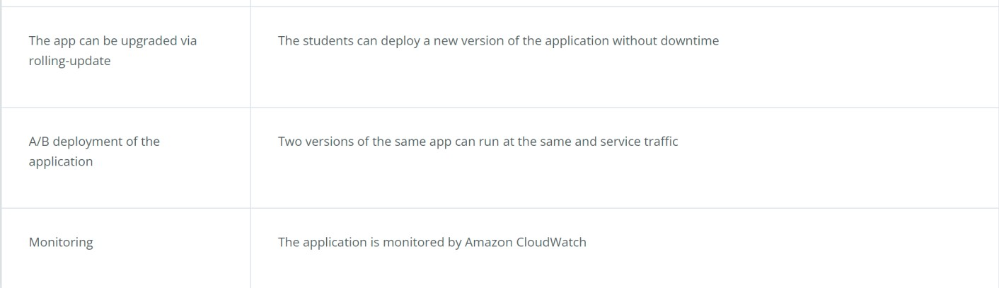 The app can be upgraded via
rolling-update
The students can deploy a new version of the application without downtime
A/B deployment of the
application
Two versions of the same app can run at the same and service traffic
Monitoring
The application is monitored by Amazon CloudWatch